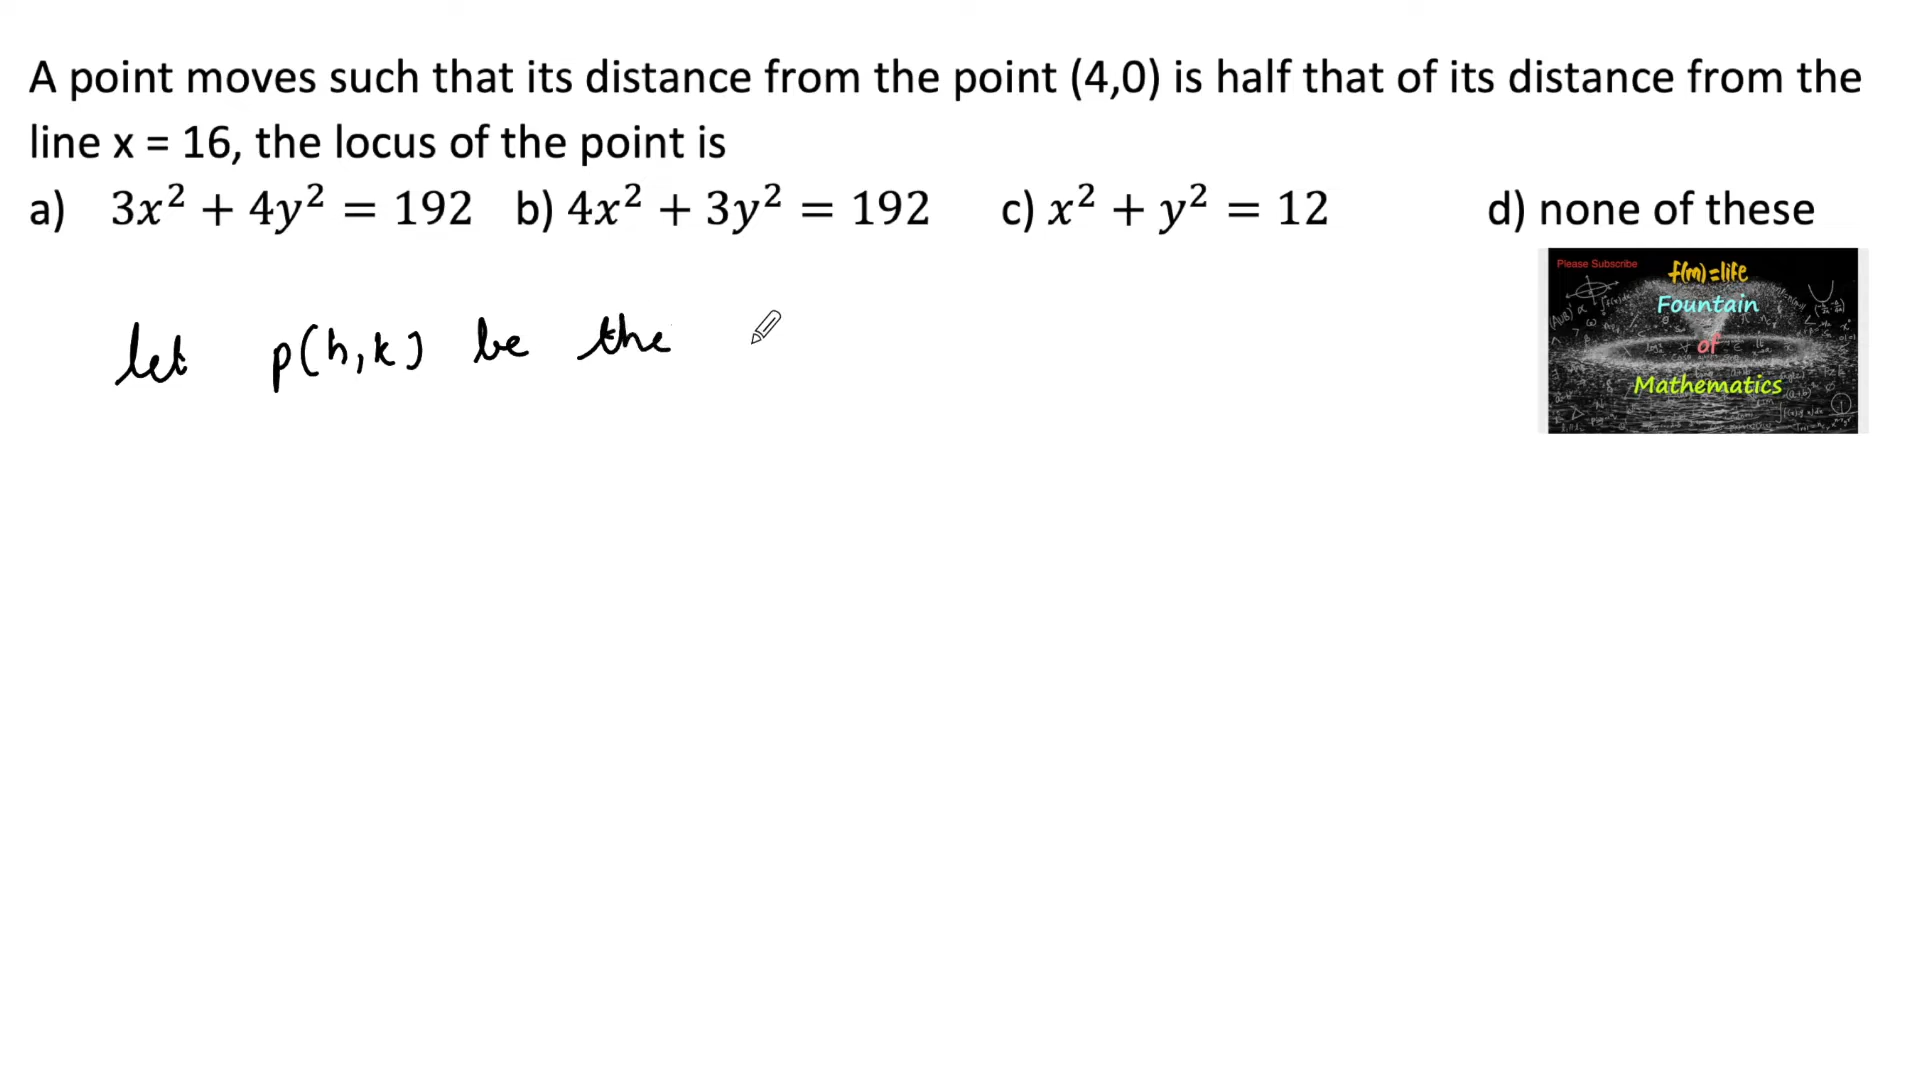 A point moves such that its distance from the point (4,0) is half that of its distance from the
line x = 16, the locus of the point is
a) 3x² + 4y² = 192 b) 4x² + 3y² = 192 c) x² + y² = 12 d) none of these
Please Subscribe
f(m)=life
Fountain
of
Mathematics
let p(h,k) be the